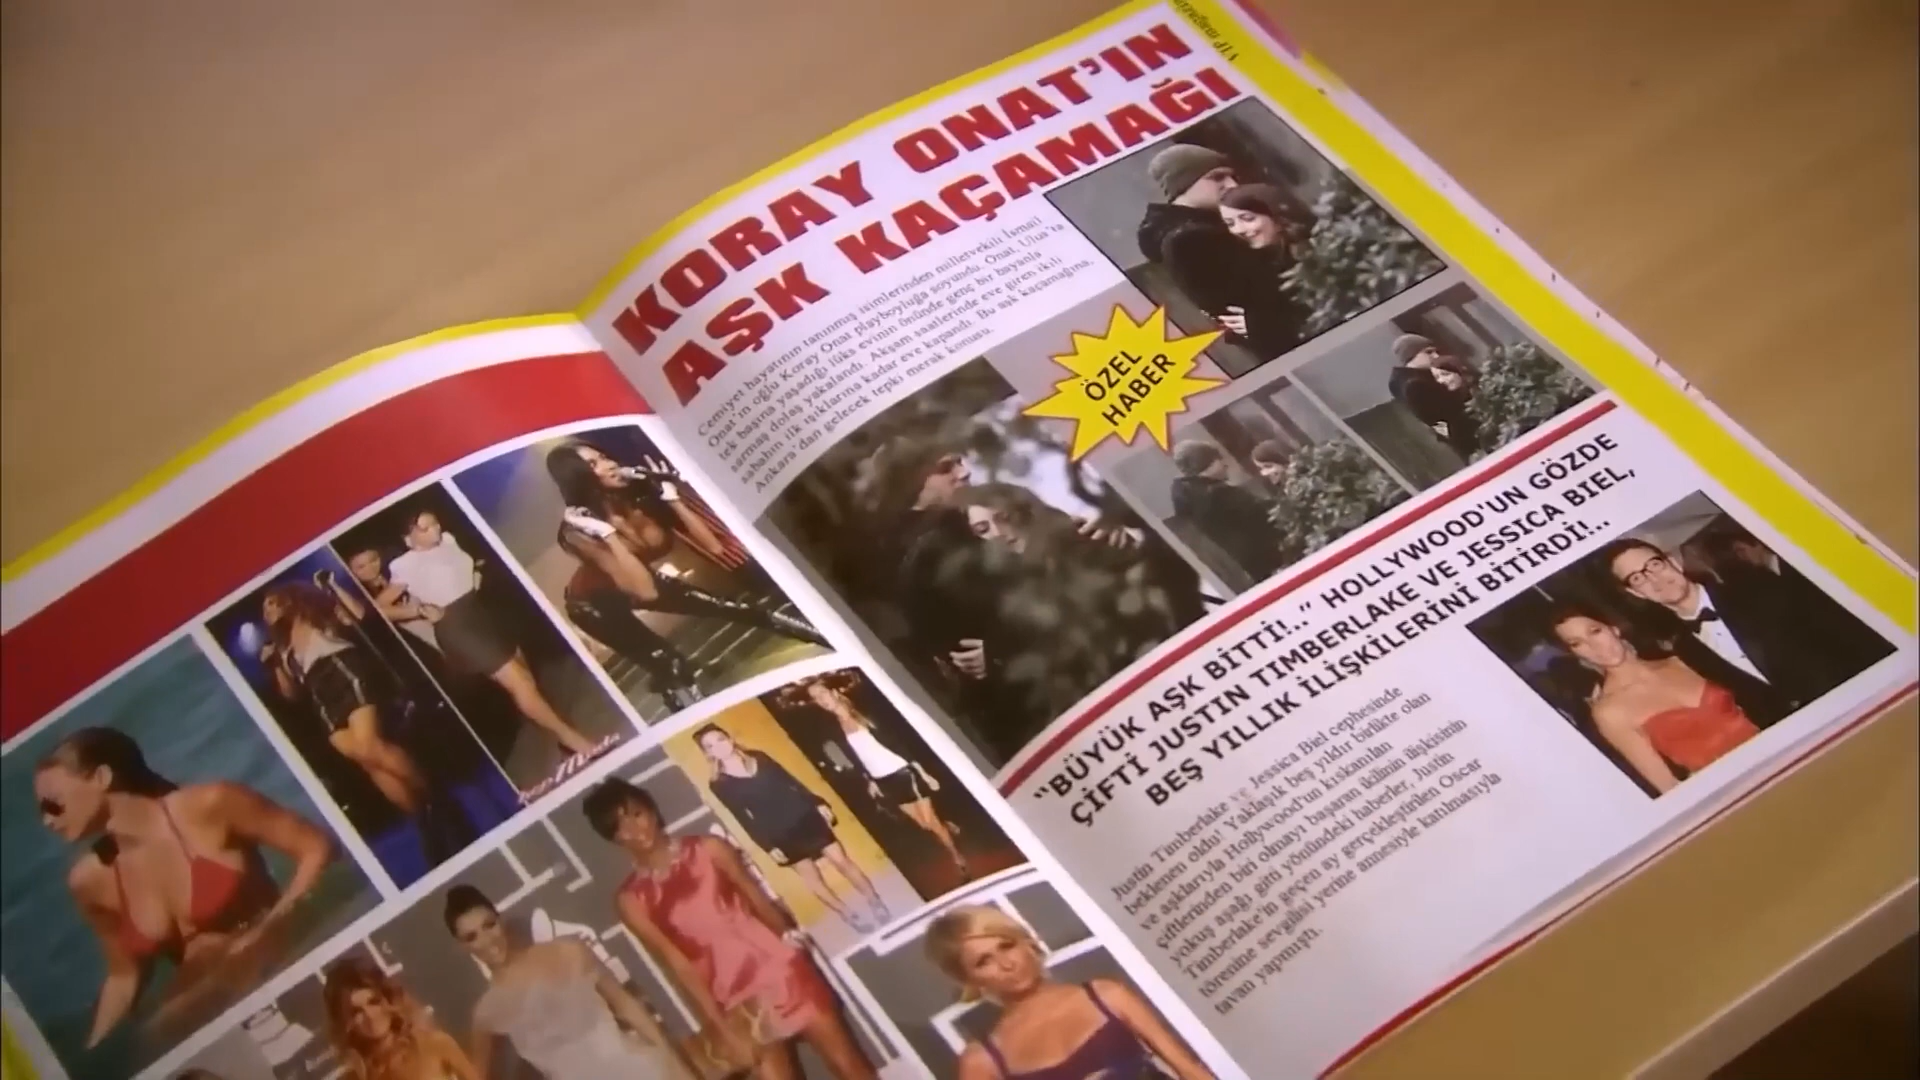 VIP magazin
KORAY ONAT'IN
AŞK KAÇAMAĞI
Cemiyet hayatının tanınmış isimlerinden milletvekili İsmail
Onat'ın oğlu Koray Onat playboyluğa soyundu. Onat, Ulus'ta
tek başına yaşadığı lüks evinin önünde genç bir bayanla
sarmaş dolaş yakalandı. Akşam saatlerinde eve giren ikili
sabahın ilk ışıklarına kadar eve kapandı. Bu aşk kaçamağına,
Ankara'dan gelecek tepki merak konusu.
ÖZEL
HABER
"BÜYÜK AŞK BİTTİ!.." HOLLYWOOD'UN GÖZDE
ÇİFTİ JUSTIN TIMBERLAKE VE JESSICA BIEL,
BEŞ YILLIK İLİŞKİLERİNİ BİTİRDİ!..
Justin Timberlake ve Jessica Biel cephesinde
beklenen oldu! Yaklaşık beş yıldır birlikte olan
ve aşklarıyla Hollywood'un kıskanılan
çiftlerinden biri olmayı başaran ikilinin ilişkisinin
yokuş aşağı gittiği yönündeki haberler, Justin
Timberlake'in geçen ay gerçekleştirilen Oscar
törenine sevgilisi yerine annesiyle katılmasıyla
tavan yapmıştı.